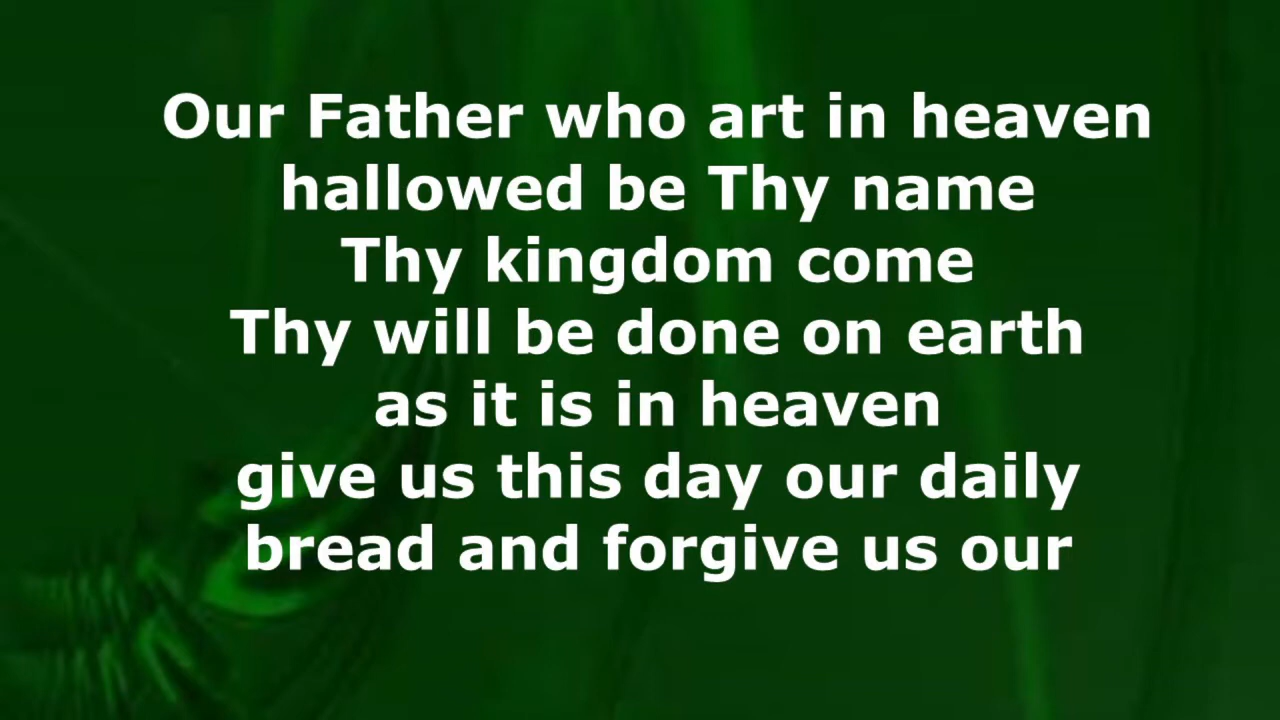 Our Father who art in heaven
hallowed be Thy name
Thy kingdom come
Thy will be done on earth
as it is in heaven
give us this day our daily
bread and forgive us our